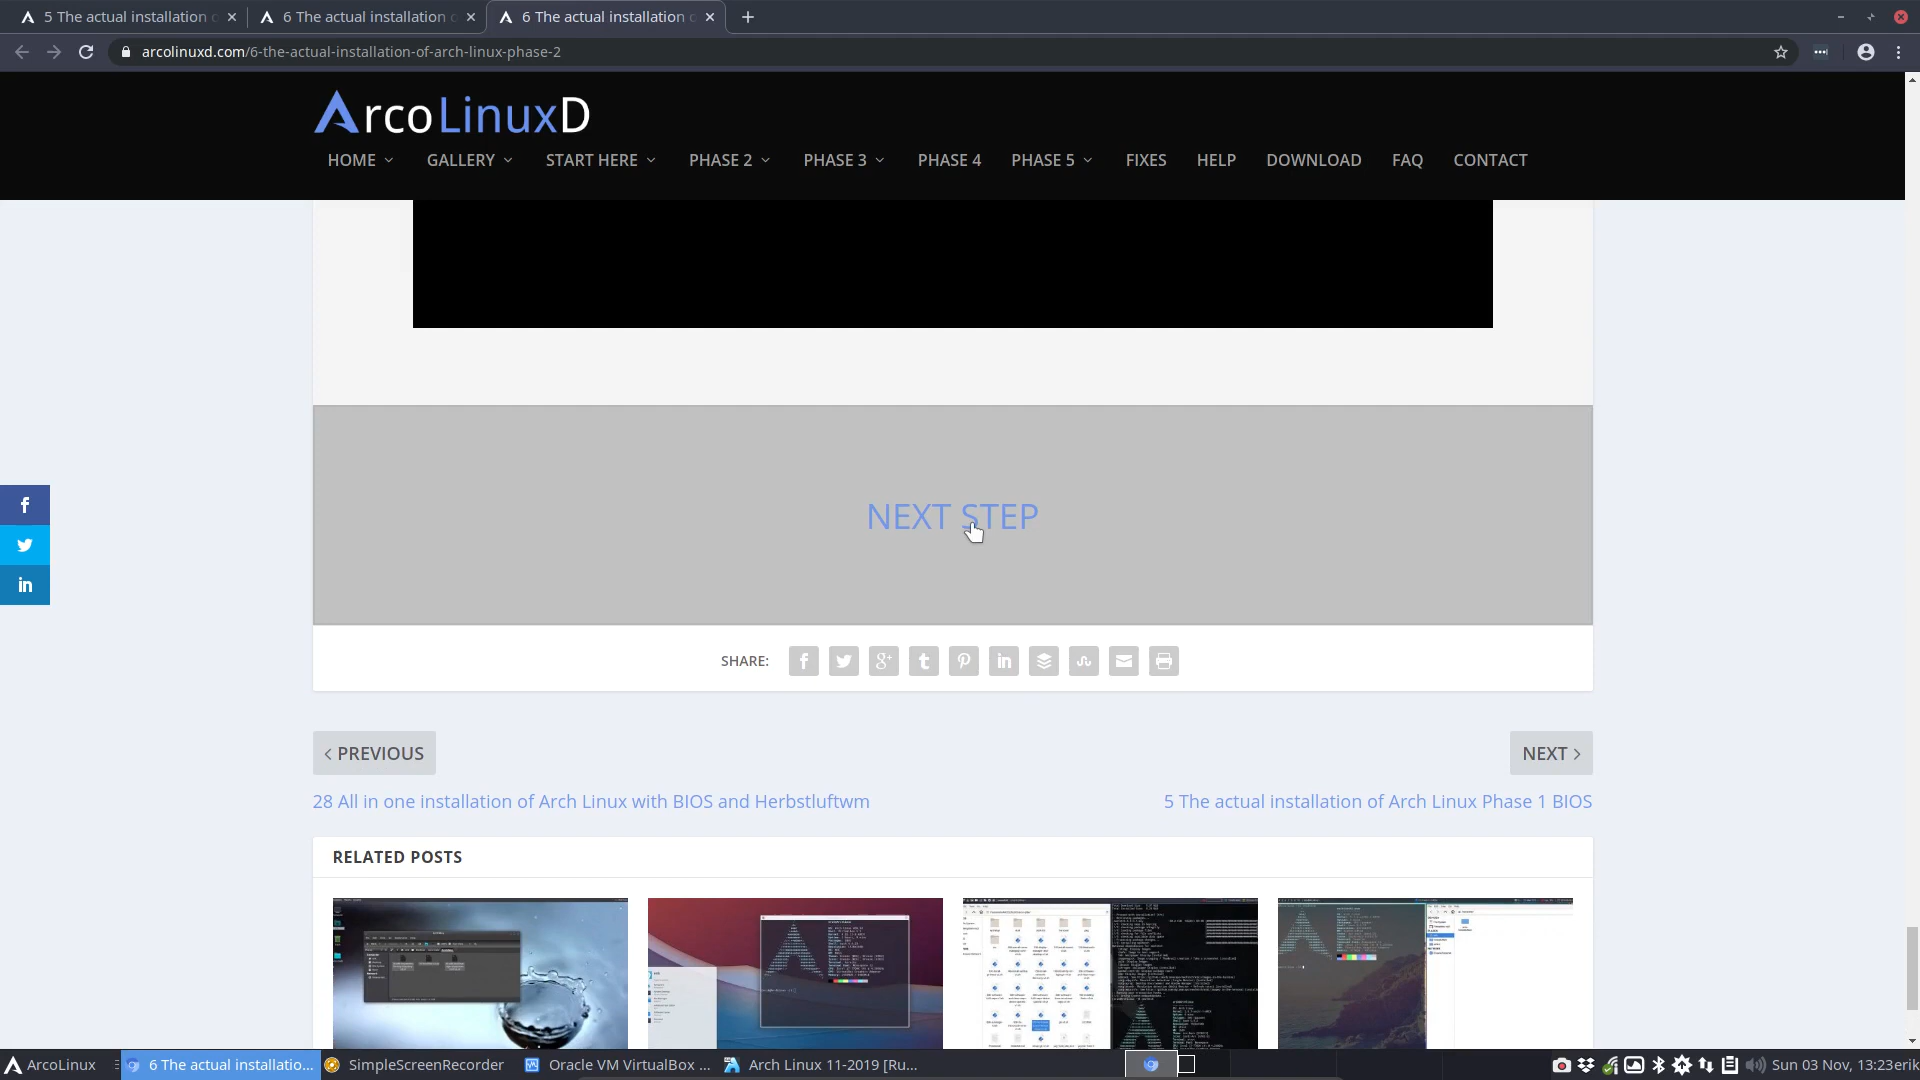 5 The actual installation o
6 The actual installation o
6 The actual installation o
arcolinuxd.com/6-the-actual-installation-of-arch-linux-phase-2
ArcoLinuxD
HOME GALLERY START HERE PHASE 2 PHASE 3 PHASE 4 PHASE 5 FIXES HELP DOWNLOAD FAQ CONTACT
NEXT STEP
SHARE:
PREVIOUS
NEXT
28 All in one installation of Arch Linux with BIOS and Herbstluftwm
5 The actual installation of Arch Linux Phase 1 BIOS
RELATED POSTS
ArcoLinux 6 The actual installatio... SimpleScreenRecorder Oracle VM VirtualBox ... Arch Linux 11-2019 [Ru... Sun 03 Nov, 13:23 erik